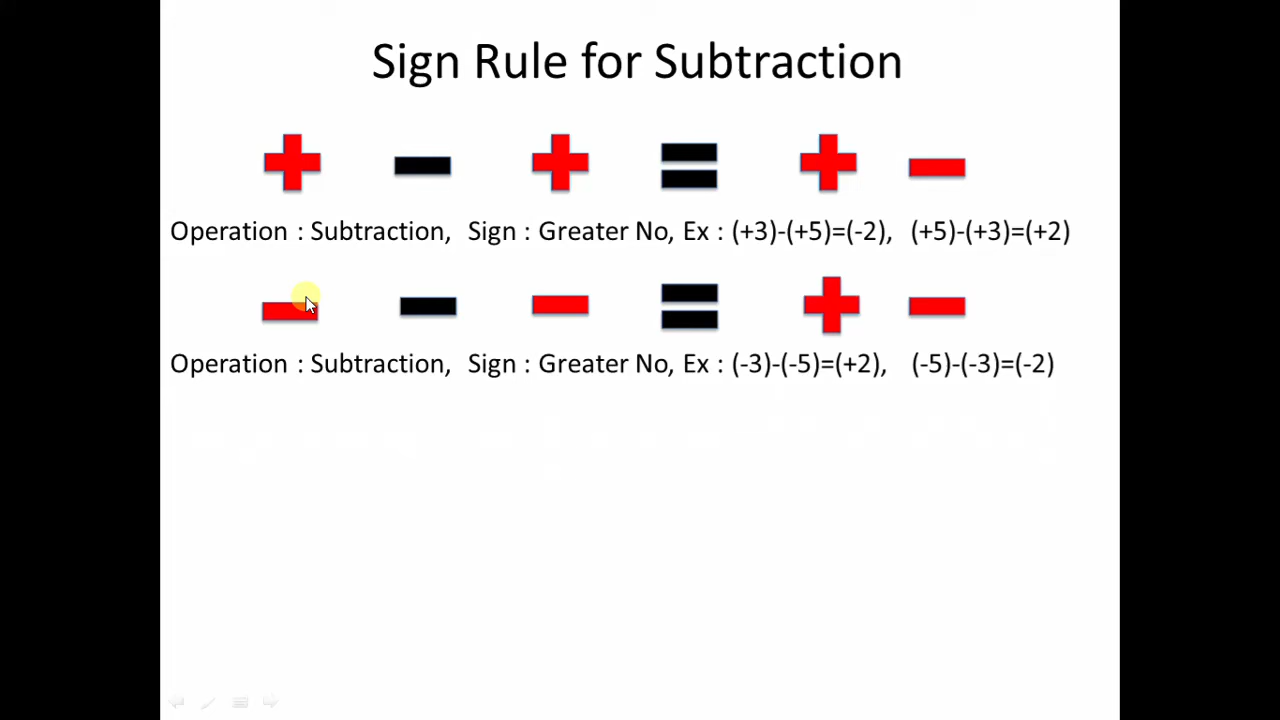 Sign Rule for Subtraction
+ - + = + -
Operation : Subtraction, Sign : Greater No, Ex : (+3)-(+5)=(-2), (+5)-(+3)=(+2)
- - - = + -
Operation : Subtraction, Sign : Greater No, Ex : (-3)-(-5)=(+2), (-5)-(-3)=(-2)